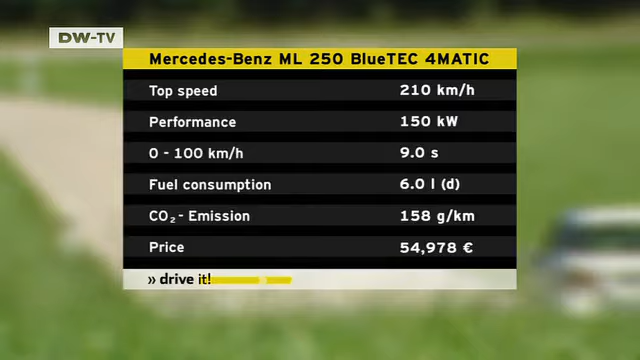 DW-TV
Mercedes-Benz ML 250 BlueTEC 4MATIC
Top speed 210 km/h
Performance 150 kW
0 - 100 km/h 9.0 s
Fuel consumption 6.0 l (d)
CO₂ - Emission 158 g/km
Price 54,978 €
» drive it!